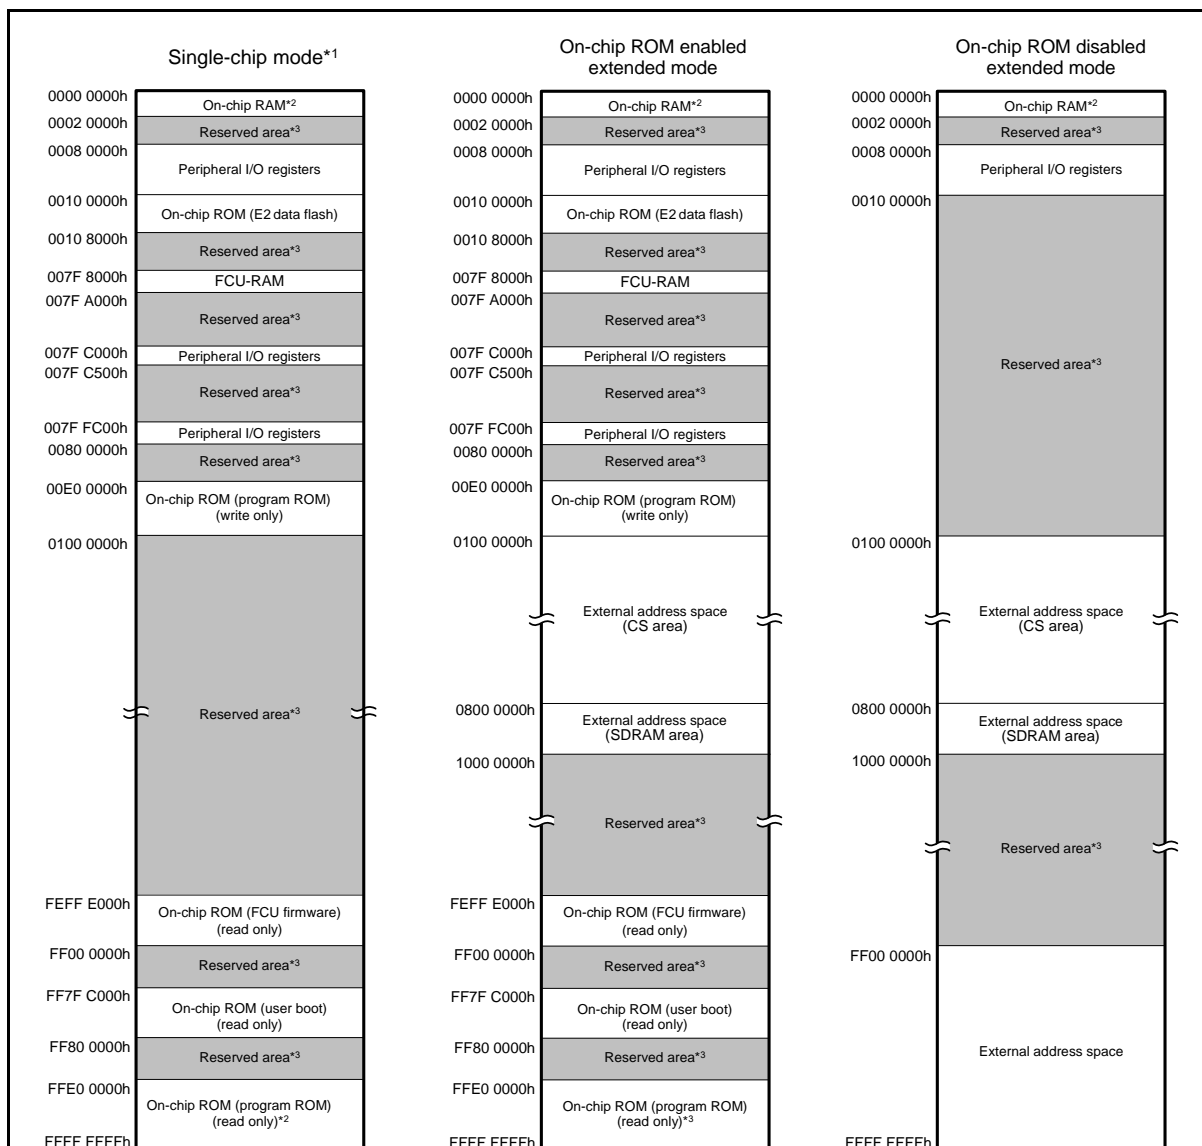 Single-chip mode*1
0000 0000h
On-chip RAM*2
0002 0000h
Reserved area*3
0008 0000h
Peripheral I/O registers
0010 0000h
On-chip ROM (E2 data flash)
0010 8000h
Reserved area*3
007F 8000h
FCU-RAM
007F A000h
Reserved area*3
007F C000h
Peripheral I/O registers
007F C500h
Reserved area*3
007F FC00h
Peripheral I/O registers
0080 0000h
Reserved area*3
00E0 0000h
On-chip ROM (program ROM)
(write only)
0100 0000h
Reserved area*3
FEFF E000h
On-chip ROM (FCU firmware)
(read only)
FF00 0000h
Reserved area*3
FF7F C000h
On-chip ROM (user boot)
(read only)
FF80 0000h
Reserved area*3
FFE0 0000h
On-chip ROM (program ROM)
(read only)*2
FFFF FFFFh
On-chip ROM enabled
extended mode
0000 0000h
On-chip RAM*2
0002 0000h
Reserved area*3
0008 0000h
Peripheral I/O registers
0010 0000h
On-chip ROM (E2 data flash)
0010 8000h
Reserved area*3
007F 8000h
FCU-RAM
007F A000h
Reserved area*3
007F C000h
Peripheral I/O registers
007F C500h
Reserved area*3
007F FC00h
Peripheral I/O registers
0080 0000h
Reserved area*3
00E0 0000h
On-chip ROM (program ROM)
(write only)
0100 0000h
External address space
(CS area)
0800 0000h
External address space
(SDRAM area)
1000 0000h
Reserved area*3
FEFF E000h
On-chip ROM (FCU firmware)
(read only)
FF00 0000h
Reserved area*3
FF7F C000h
On-chip ROM (user boot)
(read only)
FF80 0000h
Reserved area*3
FFE0 0000h
On-chip ROM (program ROM)
(read only)*3
FFFF FFFFh
On-chip ROM disabled
extended mode
0000 0000h
On-chip RAM*2
0002 0000h
Reserved area*3
0008 0000h
Peripheral I/O registers
0010 0000h
Reserved area*3
0100 0000h
External address space
(CS area)
0800 0000h
External address space
(SDRAM area)
1000 0000h
Reserved area*3
FF00 0000h
External address space
FFFF FFFFh